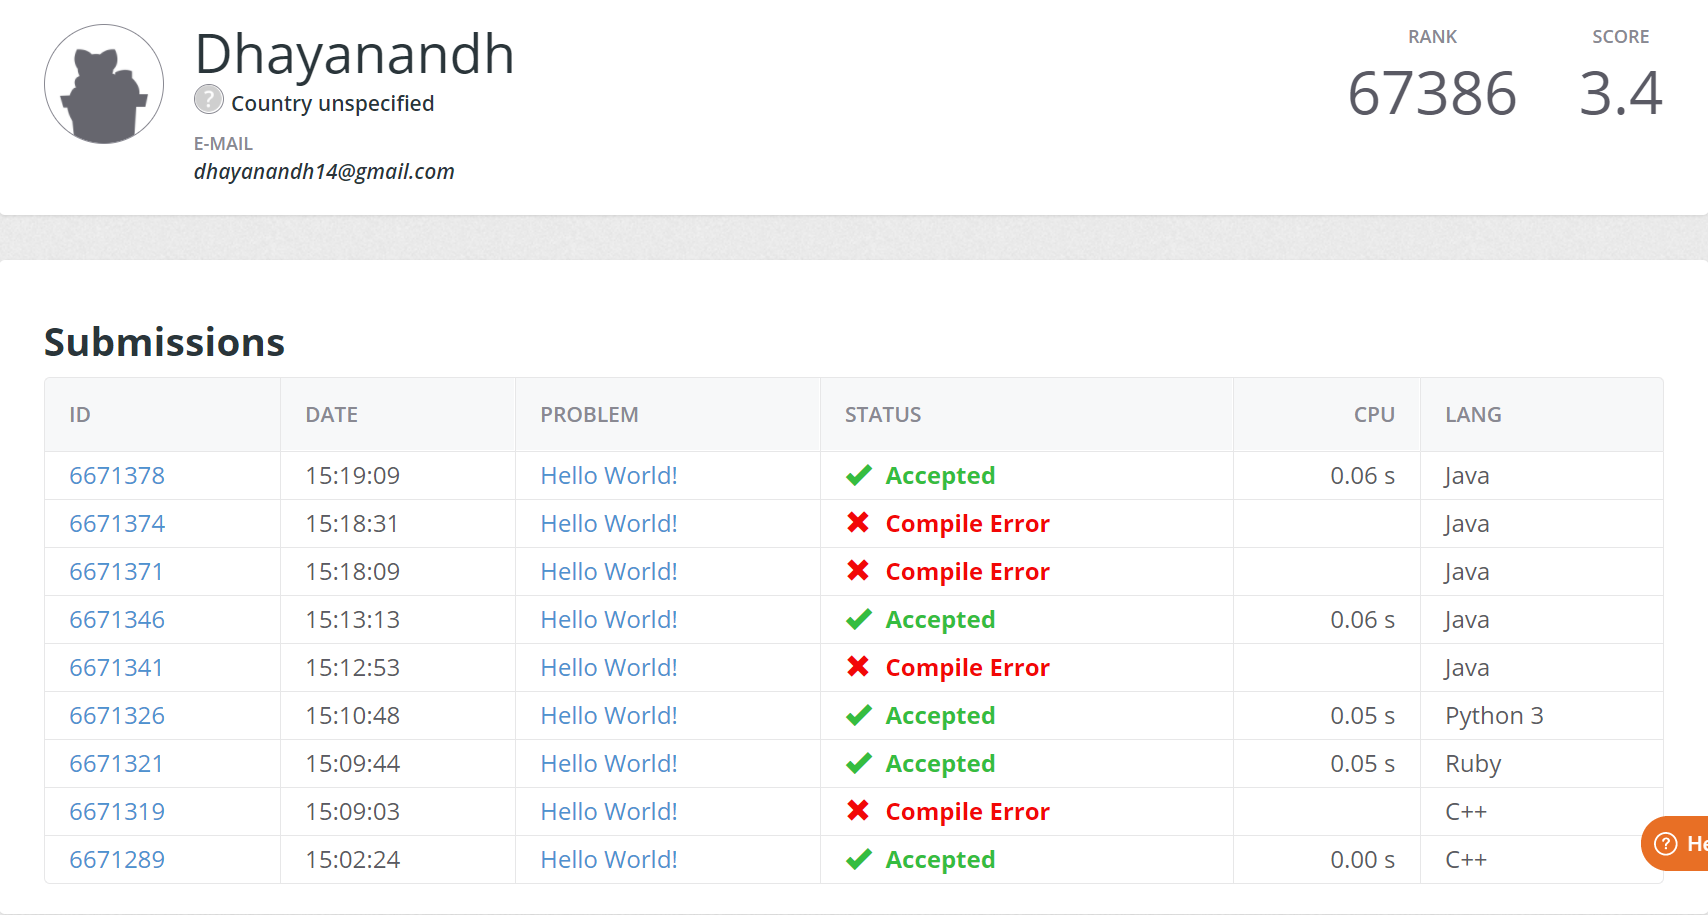 Dhayanandh
? Country unspecified
E-MAIL
dhayanandh14@gmail.com
RANK SCORE
67386 3.4
Submissions
ID DATE PROBLEM STATUS CPU LANG
6671378 15:19:09 Hello World! Accepted 0.06 s Java
6671374 15:18:31 Hello World! Compile Error Java
6671371 15:18:09 Hello World! Compile Error Java
6671346 15:13:13 Hello World! Accepted 0.06 s Java
6671341 15:12:53 Hello World! Compile Error Java
6671326 15:10:48 Hello World! Accepted 0.05 s Python 3
6671321 15:09:44 Hello World! Accepted 0.05 s Ruby
6671319 15:09:03 Hello World! Compile Error C++
6671289 15:02:24 Hello World! Accepted 0.00 s C++
? He